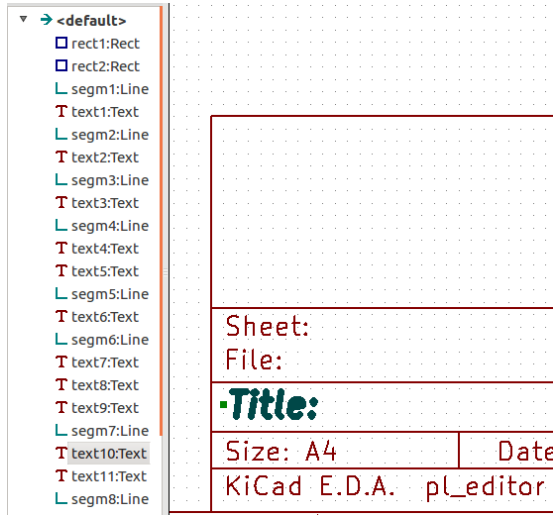 <default>
rect1:Rect
rect2:Rect
segm1:Line
text1:Text
segm2:Line
text2:Text
segm3:Line
text3:Text
segm4:Line
text4:Text
text5:Text
segm5:Line
text6:Text
segm6:Line
text7:Text
text8:Text
text9:Text
segm7:Line
text10:Text
text11:Text
segm8:Line
Sheet:
File:
Title:
Size: A4 Date
KiCad E.D.A. pl_editor